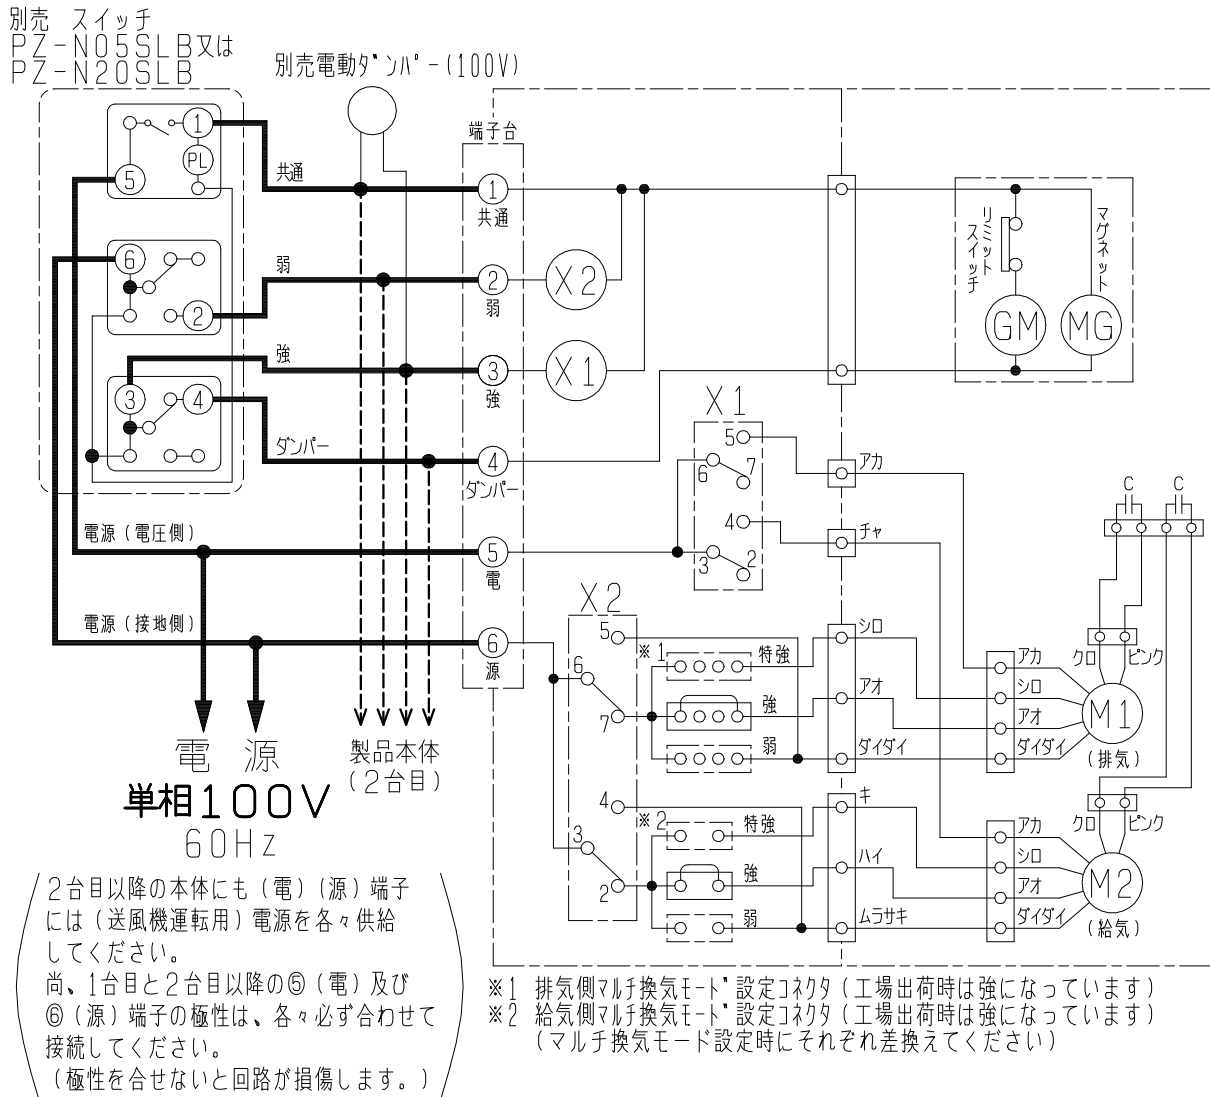 別売 スイッチ
PZ-N05SLB又は
PZ-N20SLB
別売電動ダンパー(100V)
端子台
1
PL
5
共通
1
共通
6
2
弱
2
弱
X2
リミット
スイッチ
マグネット
GM
MG
3
4
強
3
強
X1
ダンパー
4
ダンパー
X1
5
6
7
4
3
2
アカ
チャ
C
C
電源(電圧側)
5
電
電源(接地側)
6
源
X2
5
6
7
4
3
2
※1
特強
強
弱
シロ
アオ
ダイダイ
アカ
シロ
アオ
ダイダイ
クロ
ピンク
M1
(排気)
※2
特強
強
弱
キ
ハイ
ムラサキ
アカ
シロ
アオ
ダイダイ
クロ
ピンク
M2
(給気)
電 源
単相100V
60Hz
製品本体
(2台目)
2台目以降の本体にも(電)(源)端子
には(送風機運転用)電源を各々供給
してください。
尚、1台目と2台目以降の⑤(電)及び
⑥(源)端子の極性は、各々必ず合わせて
接続してください。
(極性を合せないと回路が損傷します。)
※1 排気側マルチ換気モード設定コネクタ(工場出荷時は強になっています)
※2 給気側マルチ換気モード設定コネクタ(工場出荷時は強になっています)
(マルチ換気モード設定時にそれぞれ差換えてください)